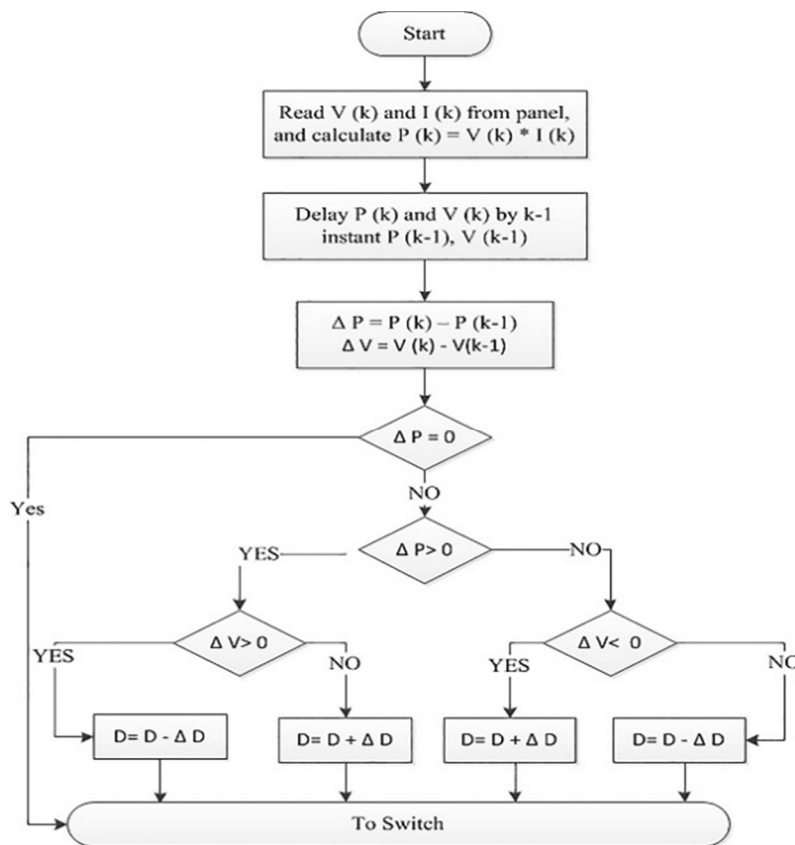 Start
Read V (k) and I (k) from panel,
and calculate P (k) = V (k) * I (k)
Delay P (k) and V (k) by k-1
instant P (k-1), V (k-1)
Δ P = P (k) – P (k-1)
Δ V = V (k) - V(k-1)
Δ P = 0
Yes
NO
Δ P> 0
YES
NO
Δ V> 0
Δ V< 0
YES
NO
YES
NO
D= D - Δ D
D= D + Δ D
D= D + Δ D
D= D - Δ D
To Switch